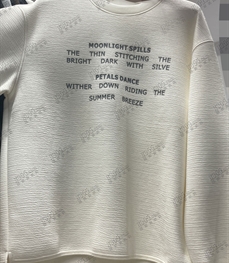 MOONLIGHT SPILLS
THE THIN STITCHING THE
BRIGHT DARK WITH SILVE
PETALS DANCE
WITHER DOWN RIDING THE
SUMMER BREEZE